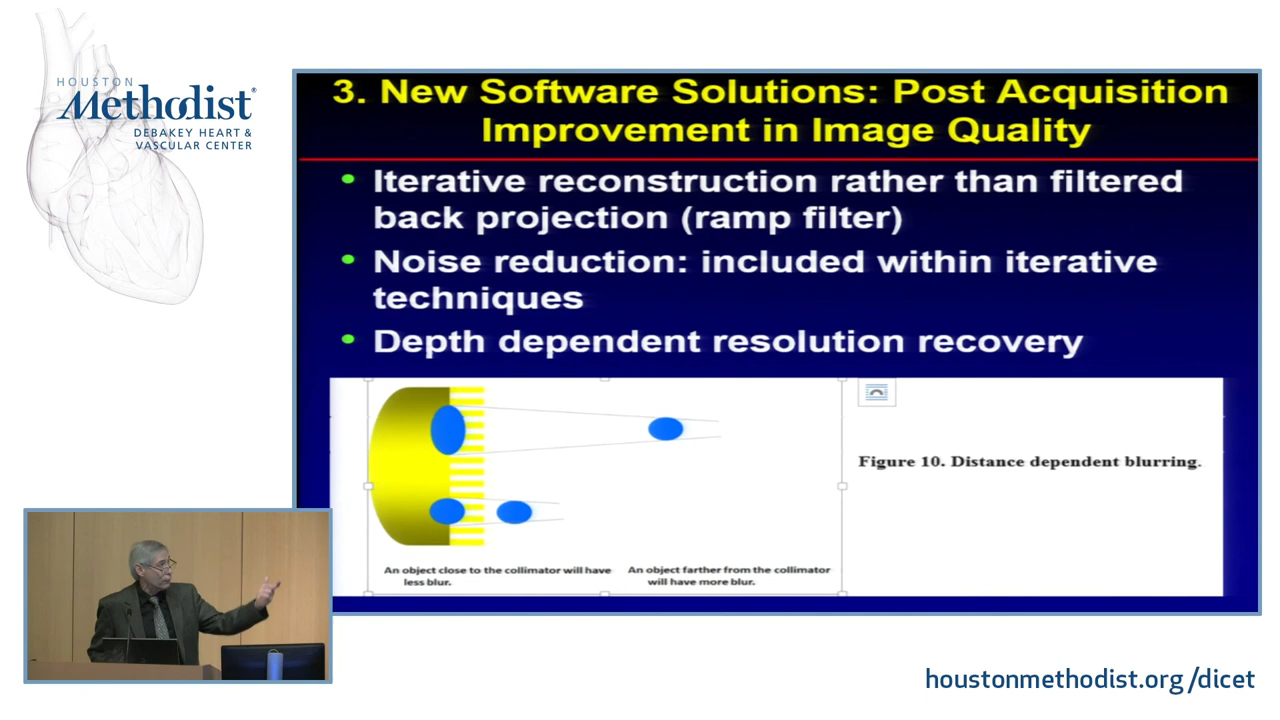 HOUSTON
Methodist®
DEBAKEY HEART &
VASCULAR CENTER
3. New Software Solutions: Post Acquisition
Improvement in Image Quality
• Iterative reconstruction rather than filtered
back projection (ramp filter)
• Noise reduction: included within iterative
techniques
• Depth dependent resolution recovery
Figure 10. Distance dependent blurring.
An object close to the collimator will have
less blur.
An object farther from the collimator
will have more blur.
houstonmethodist.org/dicet